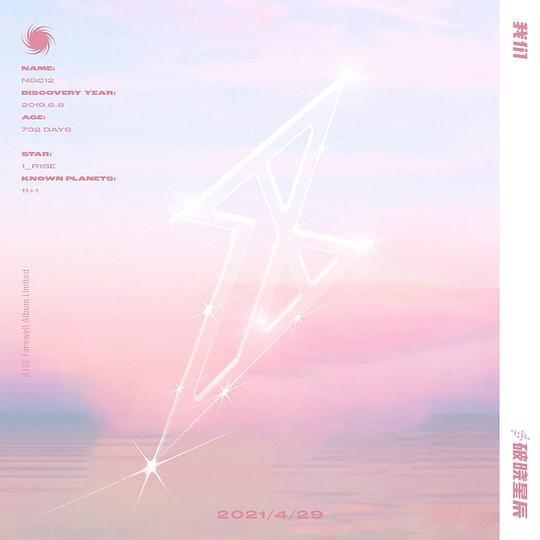 NAME:
NGC12
DISCOVERY YEAR:
2019.6.8
AGE:
732 DAYS
STAR:
1_R1SE
KNOWN PLANETS:
11+1
R1SE Farewell Album Limited
2021/4/29
我们
破晓星辰